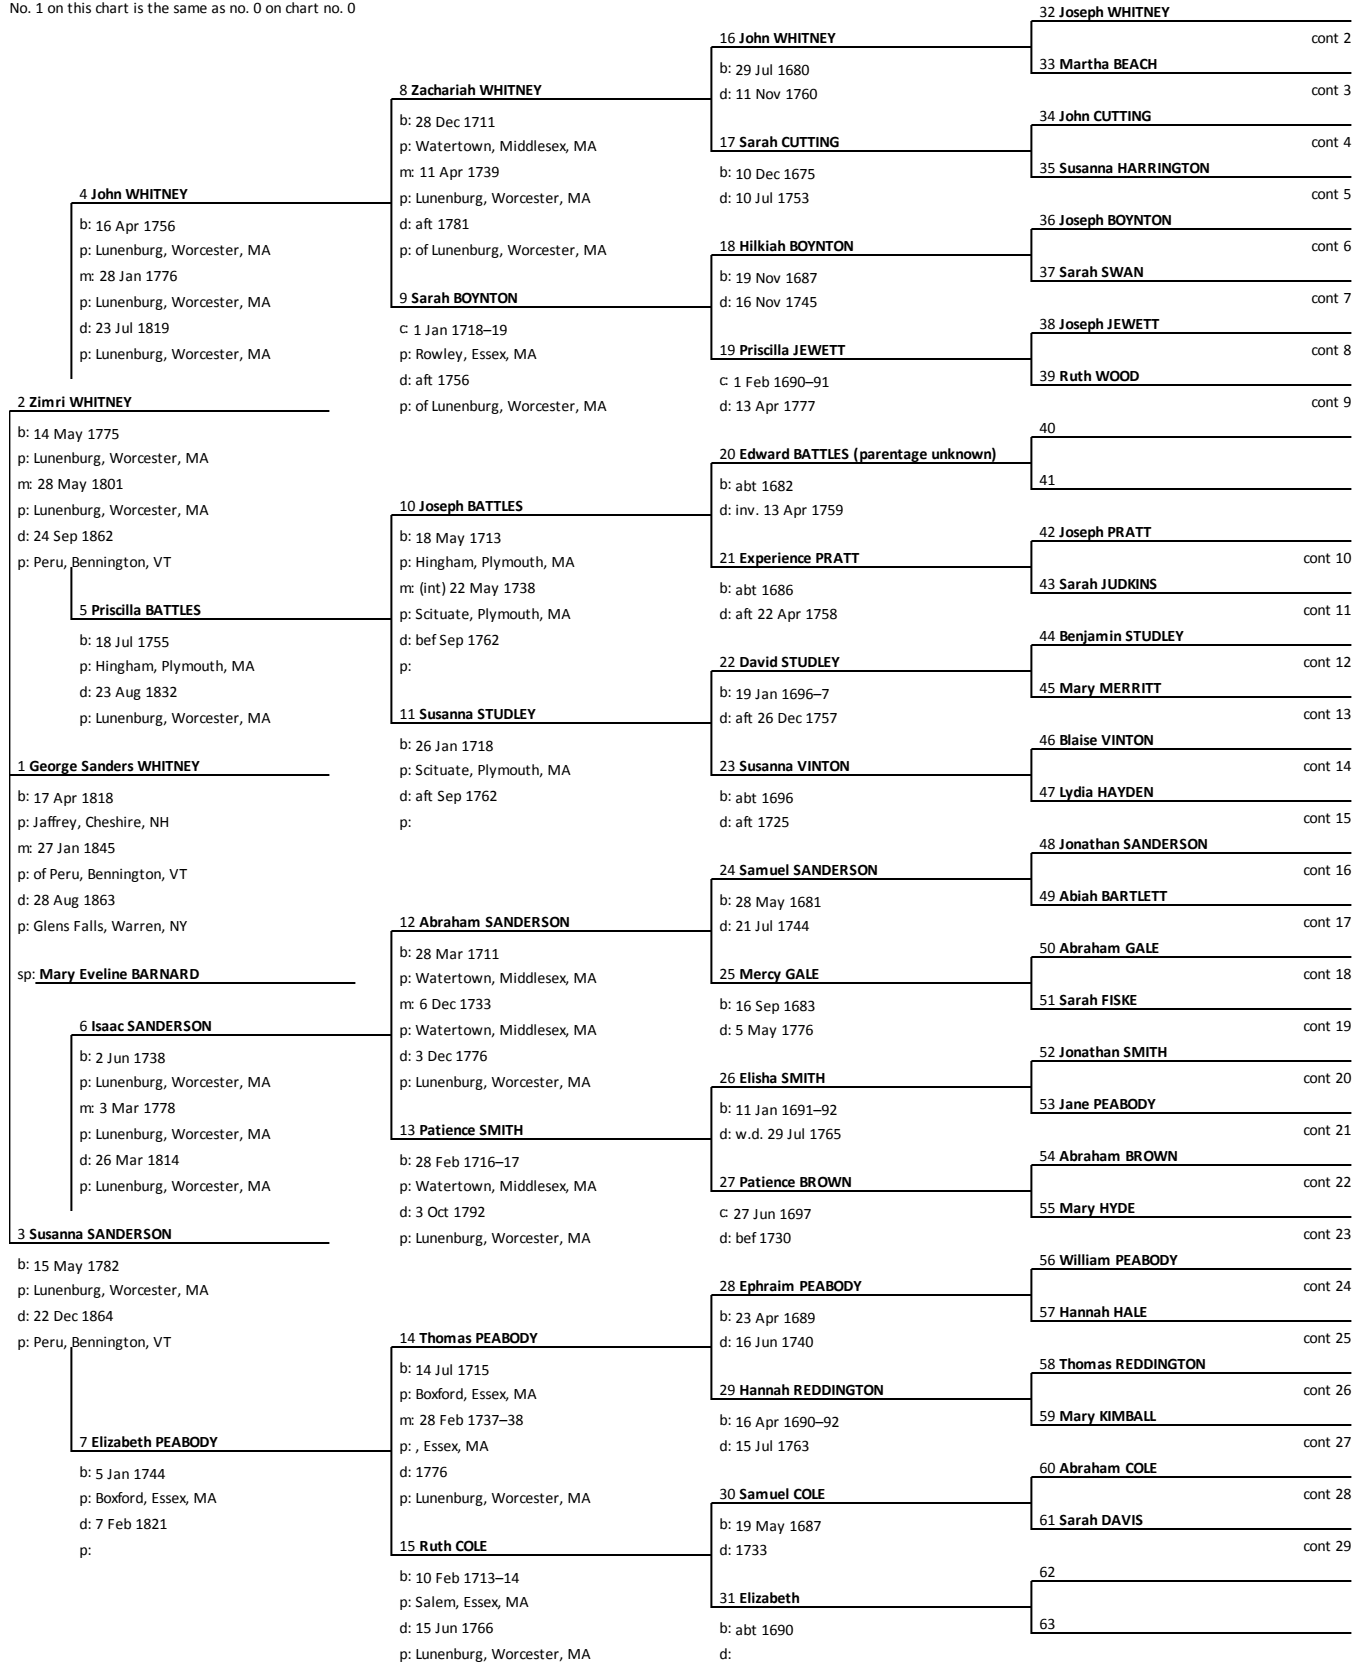 No. 1 on this chart is the same as no. 0 on chart no. 0
4 John WHITNEY
b: 16 Apr 1756
p: Lunenburg, Worcester, MA
m: 28 Jan 1776
p: Lunenburg, Worcester, MA
d: 23 Jul 1819
p: Lunenburg, Worcester, MA
2 Zimri WHITNEY
b: 14 May 1775
p: Lunenburg, Worcester, MA
m: 28 May 1801
p: Lunenburg, Worcester, MA
d: 24 Sep 1862
p: Peru, Bennington, VT
5 Priscilla BATTLES
b: 18 Jul 1755
p: Hingham, Plymouth, MA
d: 23 Aug 1832
p: Lunenburg, Worcester, MA
1 George Sanders WHITNEY
b: 17 Apr 1818
p: Jaffrey, Cheshire, NH
m: 27 Jan 1845
p: of Peru, Bennington, VT
d: 28 Aug 1863
p: Glens Falls, Warren, NY
sp: Mary Eveline BARNARD
6 Isaac SANDERSON
b: 2 Jun 1738
p: Lunenburg, Worcester, MA
m: 3 Mar 1778
p: Lunenburg, Worcester, MA
d: 26 Mar 1814
p: Lunenburg, Worcester, MA
3 Susanna SANDERSON
b: 15 May 1782
p: Lunenburg, Worcester, MA
d: 22 Dec 1864
p: Peru, Bennington, VT
7 Elizabeth PEABODY
b: 5 Jan 1744
p: Boxford, Essex, MA
d: 7 Feb 1821
p:
8 Zachariah WHITNEY
b: 28 Dec 1711
p: Watertown, Middlesex, MA
m: 11 Apr 1739
p: Lunenburg, Worcester, MA
d: aft 1781
p: of Lunenburg, Worcester, MA
9 Sarah BOYNTON
c: 1 Jan 1718–19
p: Rowley, Essex, MA
d: aft 1756
p: of Lunenburg, Worcester, MA
10 Joseph BATTLES
b: 18 May 1713
p: Hingham, Plymouth, MA
m: (int) 22 May 1738
p: Scituate, Plymouth, MA
d: bef Sep 1762
p:
11 Susanna STUDLEY
b: 26 Jan 1718
p: Scituate, Plymouth, MA
d: aft Sep 1762
p:
12 Abraham SANDERSON
b: 28 Mar 1711
p: Watertown, Middlesex, MA
m: 6 Dec 1733
p: Watertown, Middlesex, MA
d: 3 Dec 1776
p: Lunenburg, Worcester, MA
13 Patience SMITH
b: 28 Feb 1716–17
p: Watertown, Middlesex, MA
d: 3 Oct 1792
p: Lunenburg, Worcester, MA
14 Thomas PEABODY
b: 14 Jul 1715
p: Boxford, Essex, MA
m: 28 Feb 1737–38
p: , Essex, MA
d: 1776
p: Lunenburg, Worcester, MA
15 Ruth COLE
b: 10 Feb 1713–14
p: Salem, Essex, MA
d: 15 Jun 1766
p: Lunenburg, Worcester, MA
16 John WHITNEY
b: 29 Jul 1680
d: 11 Nov 1760
17 Sarah CUTTING
b: 10 Dec 1675
d: 10 Jul 1753
18 Hilkiah BOYNTON
b: 19 Nov 1687
d: 16 Nov 1745
19 Priscilla JEWETT
c: 1 Feb 1690–91
d: 13 Apr 1777
20 Edward BATTLES (parentage unknown)
b: abt 1682
d: inv. 13 Apr 1759
21 Experience PRATT
b: abt 1686
d: aft 22 Apr 1758
22 David STUDLEY
b: 19 Jan 1696–7
d: aft 26 Dec 1757
23 Susanna VINTON
b: abt 1696
d: aft 1725
24 Samuel SANDERSON
b: 28 May 1681
d: 21 Jul 1744
25 Mercy GALE
b: 16 Sep 1683
d: 5 May 1776
26 Elisha SMITH
b: 11 Jan 1691–92
d: w.d. 29 Jul 1765
27 Patience BROWN
c: 27 Jun 1697
d: bef 1730
28 Ephraim PEABODY
b: 23 Apr 1689
d: 16 Jun 1740
29 Hannah REDDINGTON
b: 16 Apr 1690–92
d: 15 Jul 1763
30 Samuel COLE
b: 19 May 1687
d: 1733
31 Elizabeth
b: abt 1690
d:
32 Joseph WHITNEY
cont 2
33 Martha BEACH
cont 3
34 John CUTTING
cont 4
35 Susanna HARRINGTON
cont 5
36 Joseph BOYNTON
cont 6
37 Sarah SWAN
cont 7
38 Joseph JEWETT
cont 8
39 Ruth WOOD
cont 9
40
41
42 Joseph PRATT
cont 10
43 Sarah JUDKINS
cont 11
44 Benjamin STUDLEY
cont 12
45 Mary MERRITT
cont 13
46 Blaise VINTON
cont 14
47 Lydia HAYDEN
cont 15
48 Jonathan SANDERSON
cont 16
49 Abiah BARTLETT
cont 17
50 Abraham GALE
cont 18
51 Sarah FISKE
cont 19
52 Jonathan SMITH
cont 20
53 Jane PEABODY
cont 21
54 Abraham BROWN
cont 22
55 Mary HYDE
cont 23
56 William PEABODY
cont 24
57 Hannah HALE
cont 25
58 Thomas REDDINGTON
cont 26
59 Mary KIMBALL
cont 27
60 Abraham COLE
cont 28
61 Sarah DAVIS
cont 29
62
63